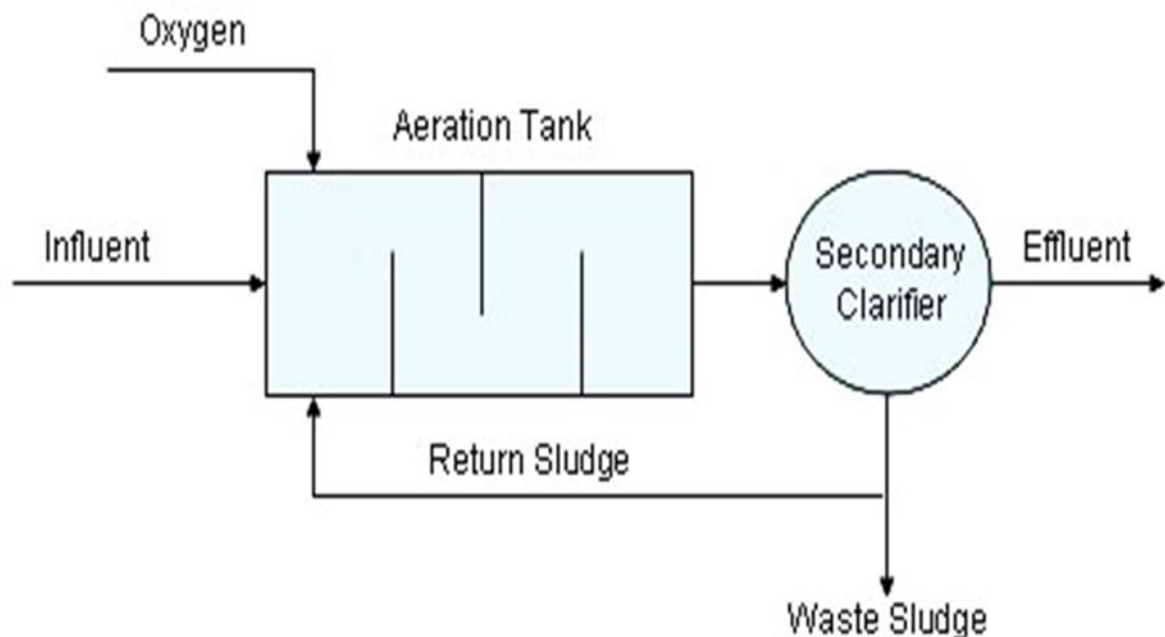 Oxygen
Aeration Tank
Influent
Secondary
Clarifier
Effluent
Return Sludge
Waste Sludge